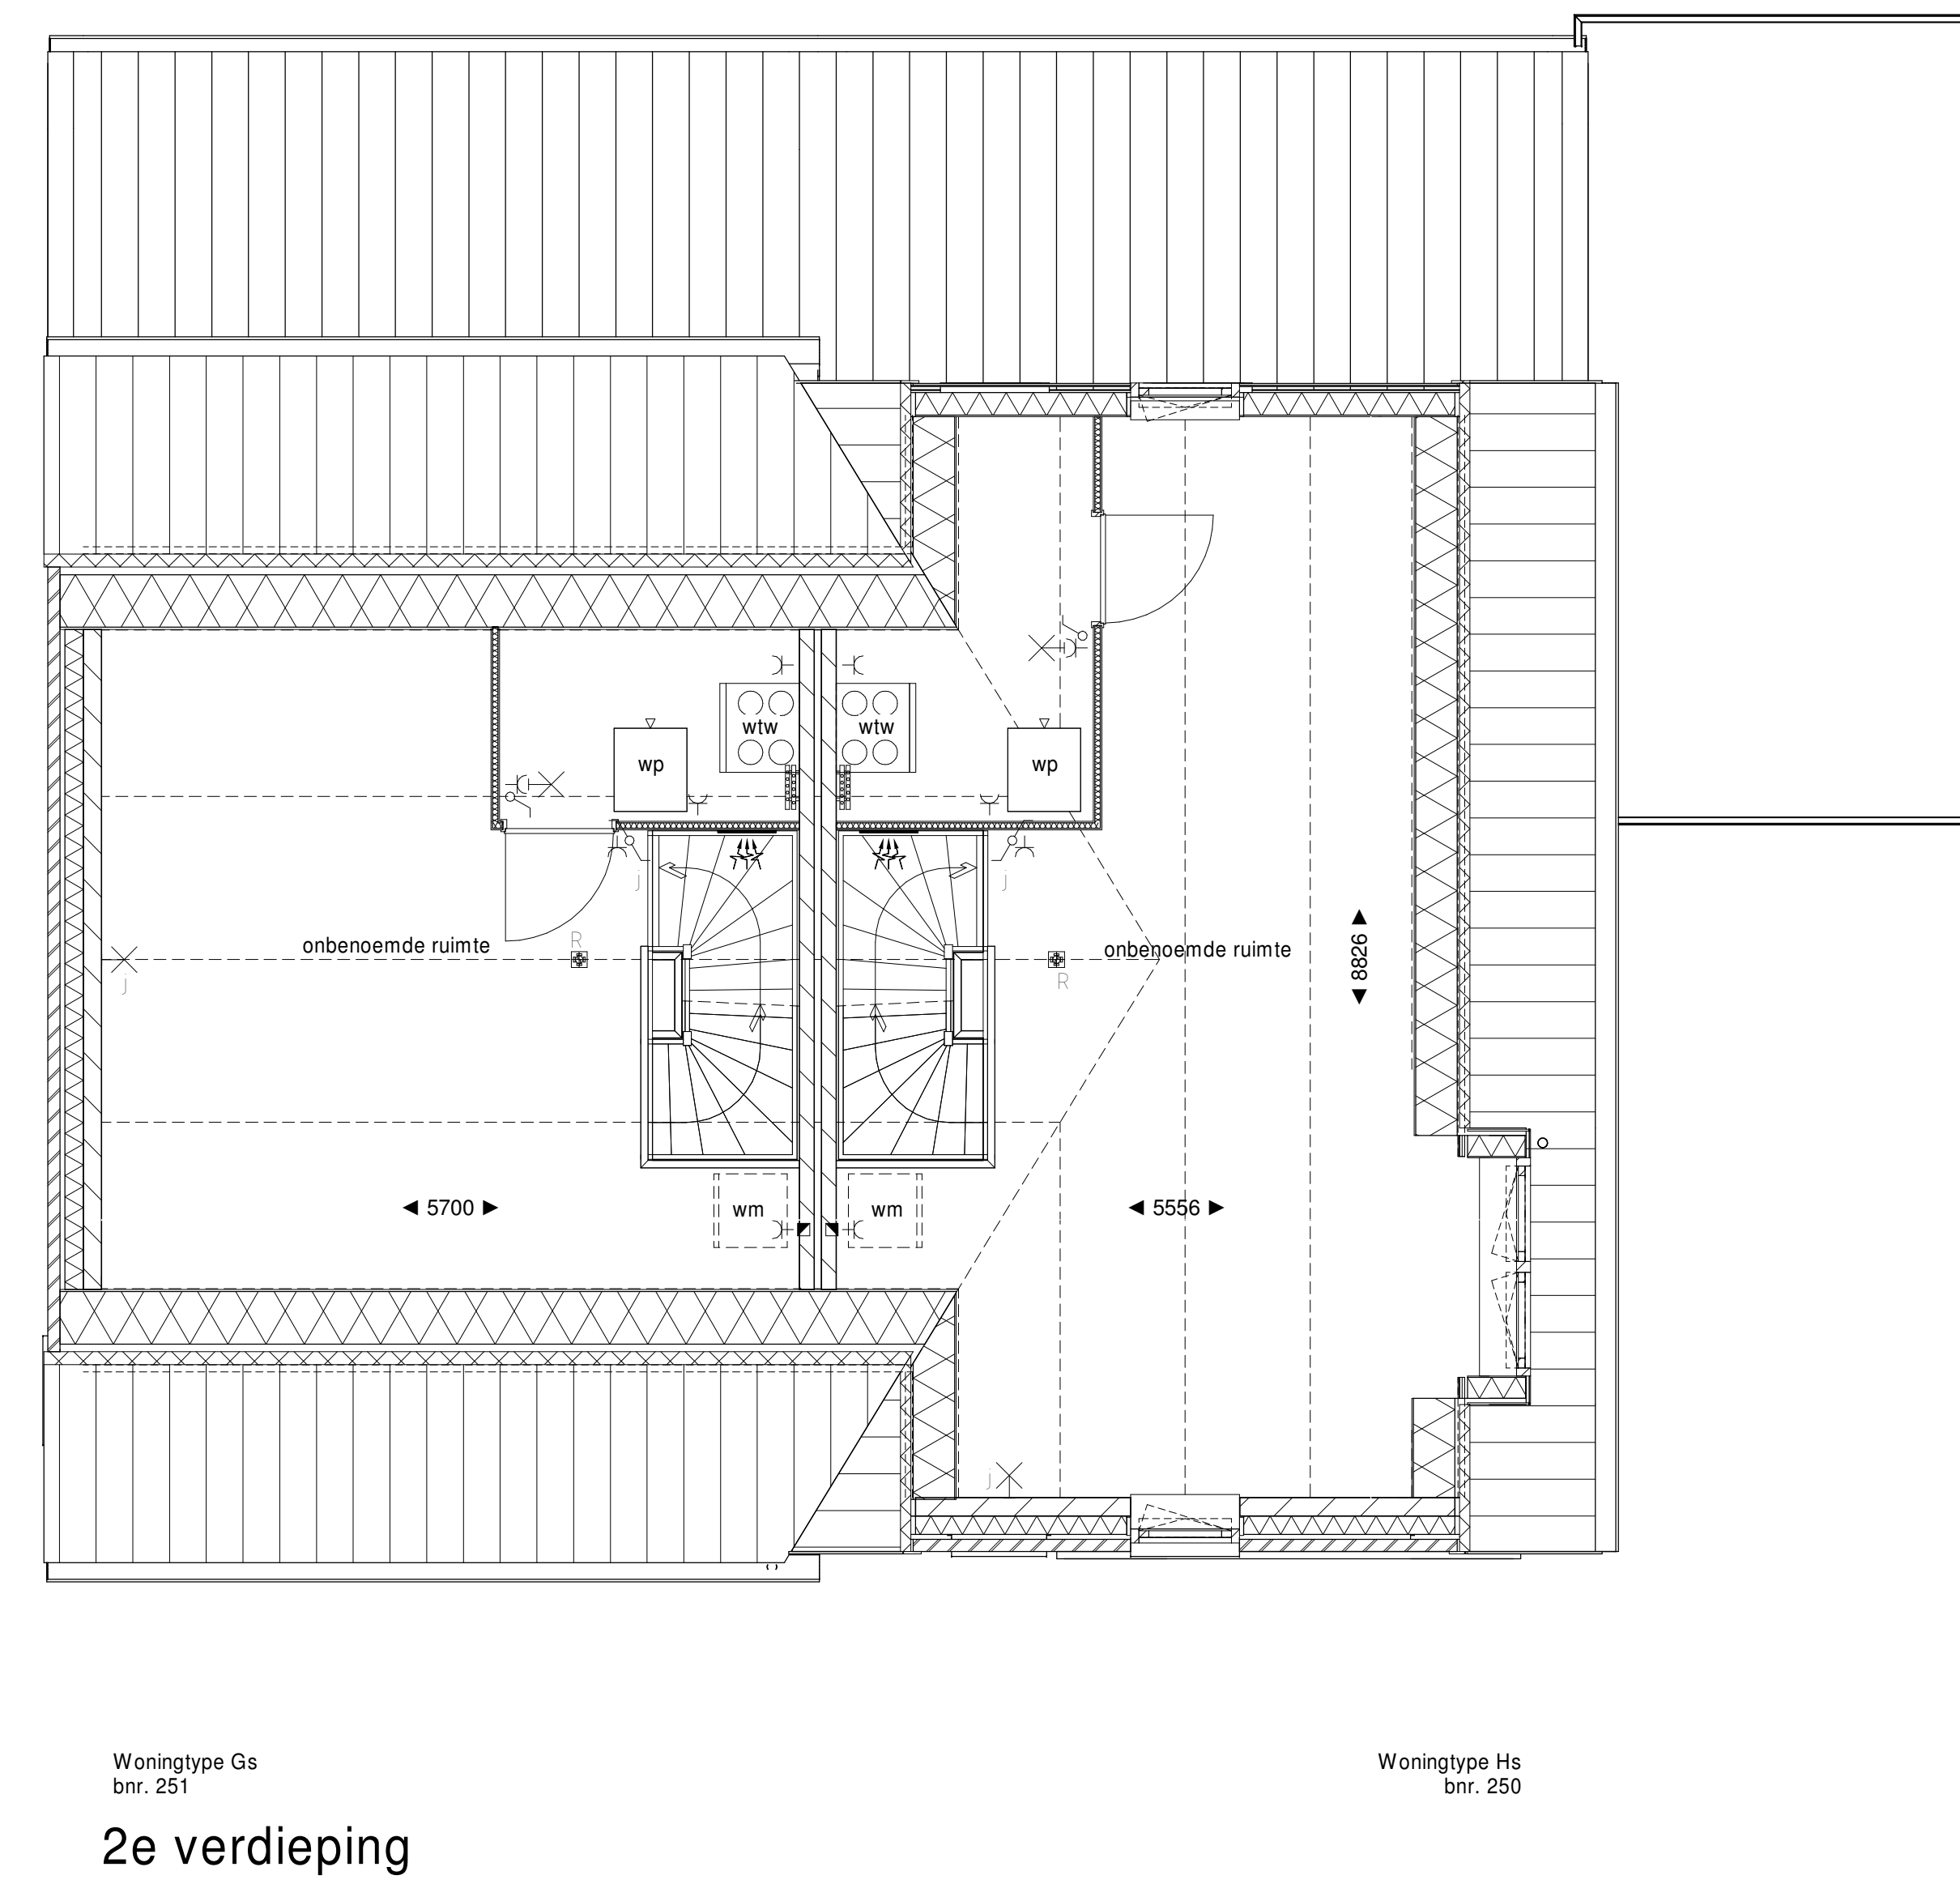 wtw
wtw
wp
wp
j
j
onbenoemde ruimte
R
onbenoemde ruimte
8826
j
R
5700
wm
wm
5556
j
Woningtype Gs
bnr. 251
Woningtype Hs
bnr. 250
2e verdieping